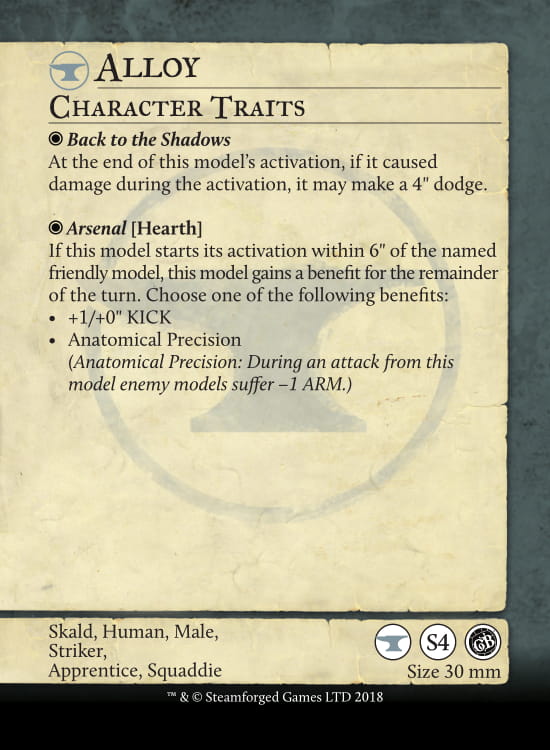 Alloy
Character Traits
Back to the Shadows
At the end of this model's activation, if it caused
damage during the activation, it may make a 4" dodge.
Arsenal [Hearth]
If this model starts its activation within 6" of the named
friendly model, this model gains a benefit for the remainder
of the turn. Choose one of the following benefits:
• +1/+0" KICK
• Anatomical Precision
(Anatomical Precision: During an attack from this
model enemy models suffer –1 ARM.)
Skald, Human, Male,
Striker,
Apprentice, Squaddie
S4
GB
Size 30 mm
™ & © Steamforged Games LTD 2018